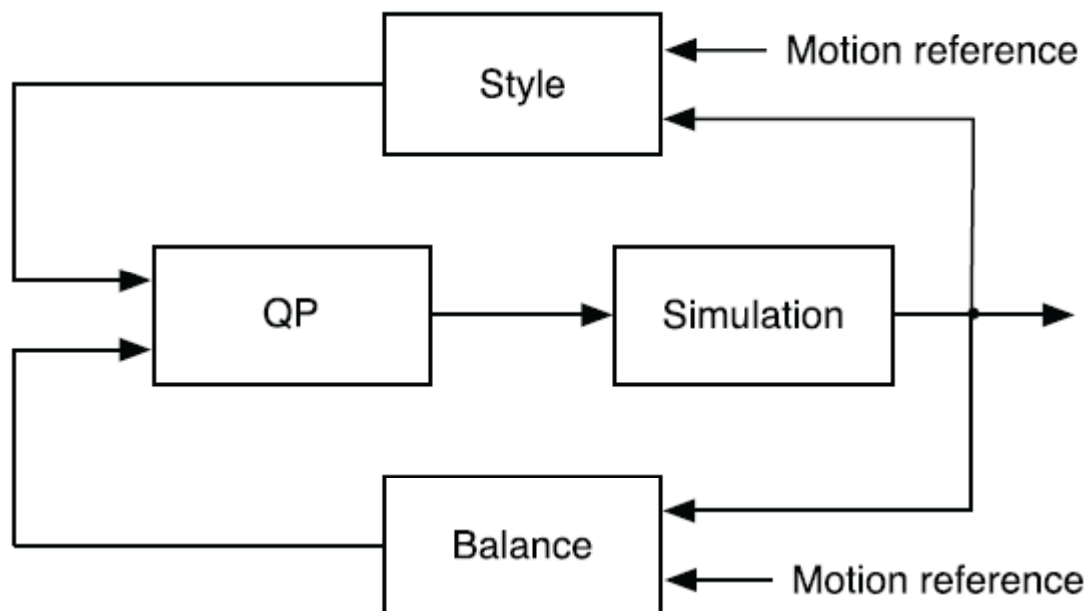 Motion reference
Style
QP
Simulation
Balance
Motion reference